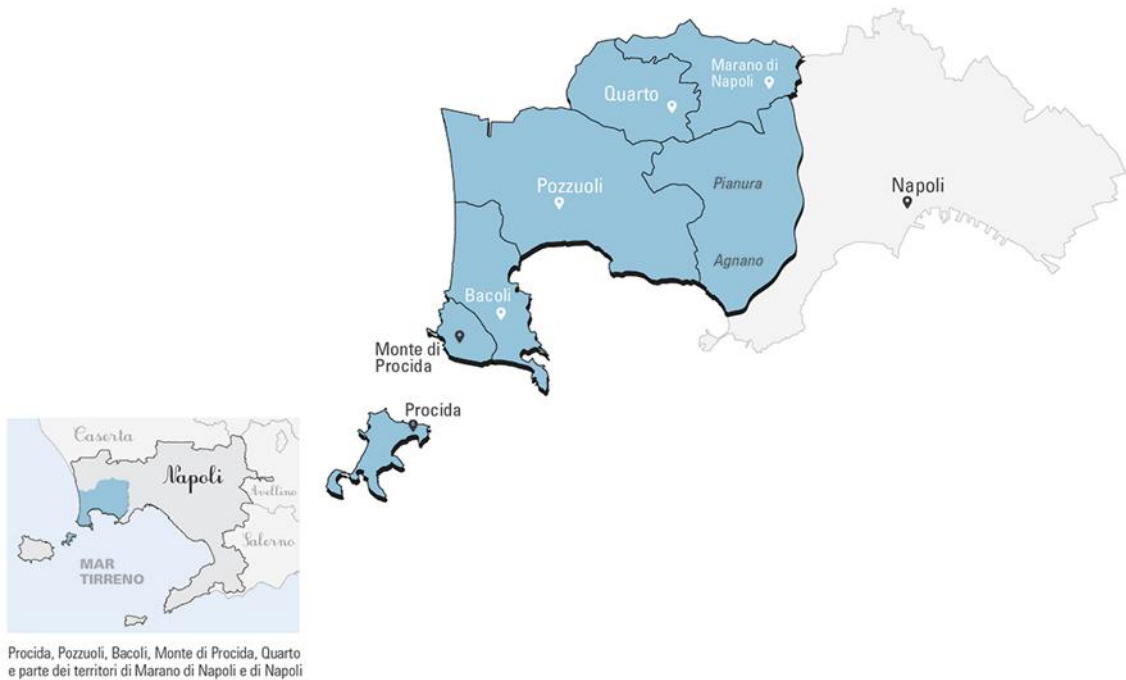 Marano di
Napoli
Quarto
Pozzuoli
Pianura
Napoli
Agnano
Bacoli
Monte di
Procida
Procida
Caserta
Napoli
Avellino
Salerno
MAR
TIRRENO
Procida, Pozzuoli, Bacoli, Monte di Procida, Quarto
e parte dei territori di Marano di Napoli e di Napoli